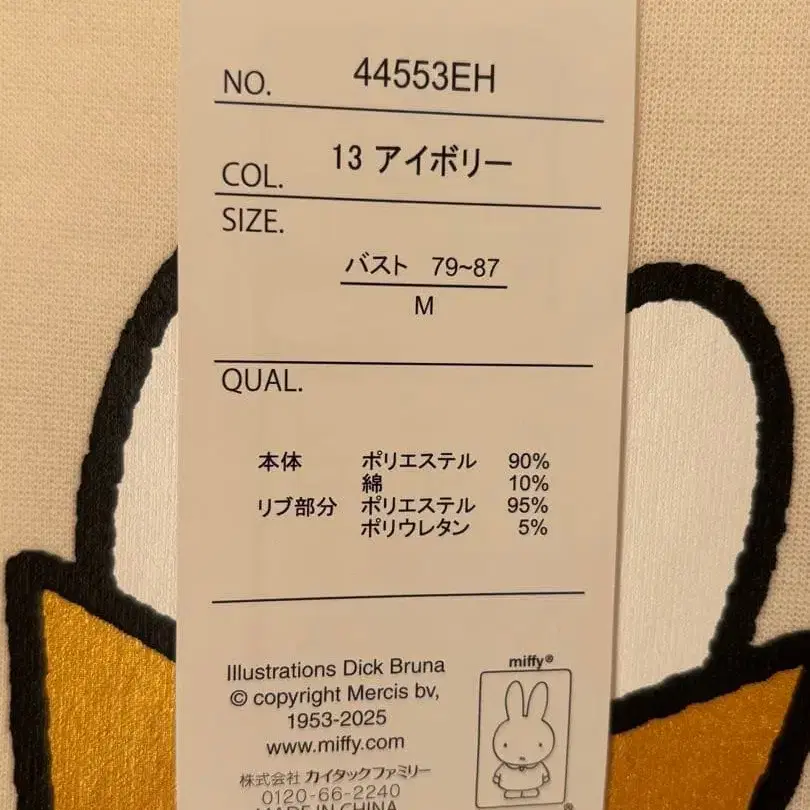 NO. 44553EH
COL. 13 アイボリー
SIZE.
バスト 79~87
M
QUAL.
本体 ポリエステル 90%
綿 10%
リブ部分 ポリエステル 95%
ポリウレタン 5%
Illustrations Dick Bruna
© copyright Mercis bv,
1953-2025
www.miffy.com
miffy®
株式会社 カイタックファミリー
0120-66-2240
MADE IN CHINA